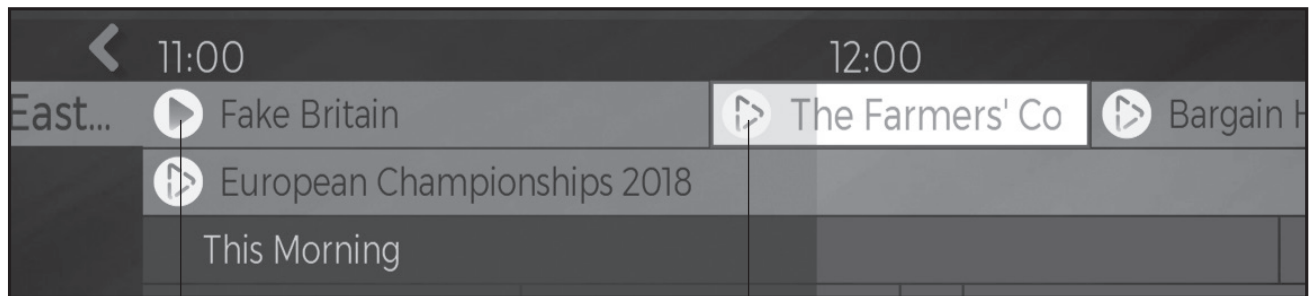 11:00 12:00
East... Fake Britain The Farmers' Co Bargain H
European Championships 2018
This Morning